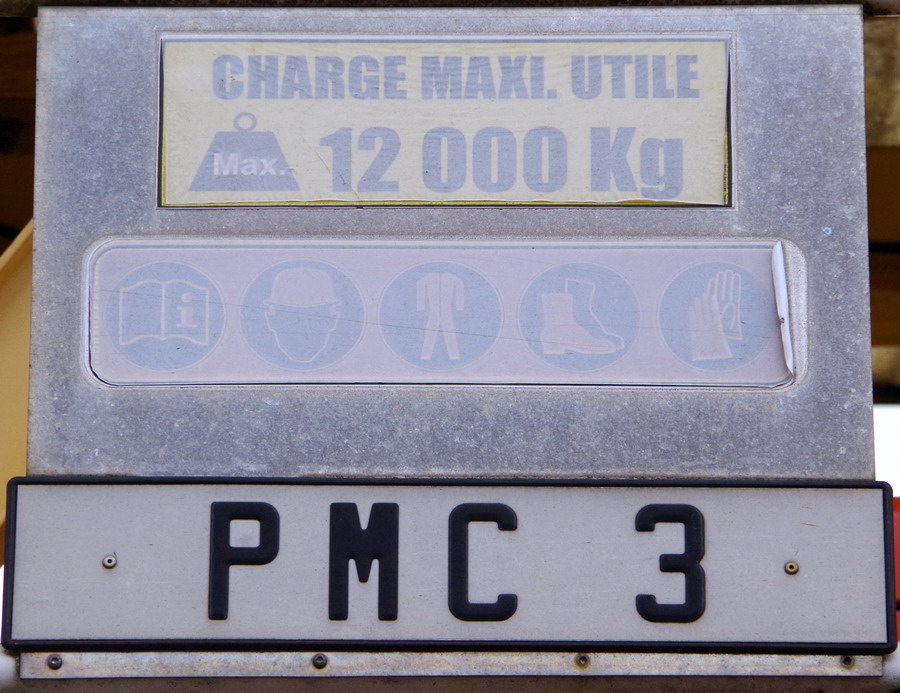 CHARGE MAXI. UTILE
Max. 12 000 Kg
i
PMC 3